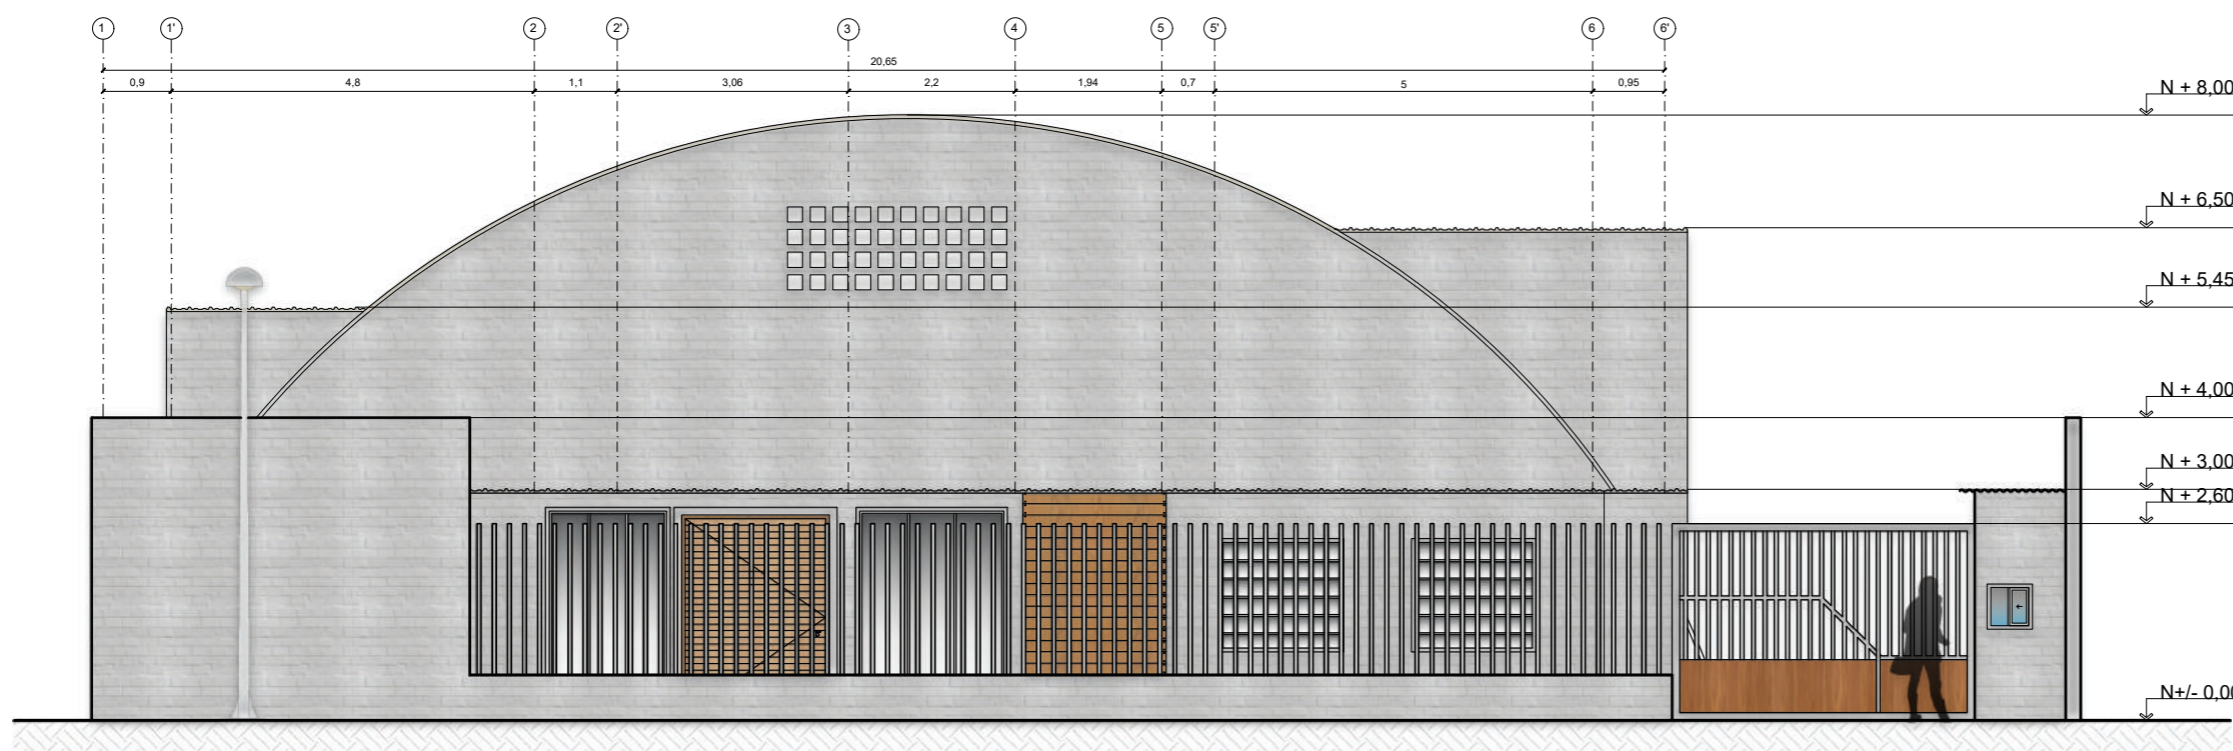 1 1' 2 2' 3 4 5 5' 6 6'
20,65
0,9 4,8 1,1 3,06 2,2 1,94 0,7 5 0,95
N + 8,00
N + 6,50
N + 5,45
N + 4,00
N + 3,00
N + 2,60
N+/- 0,00